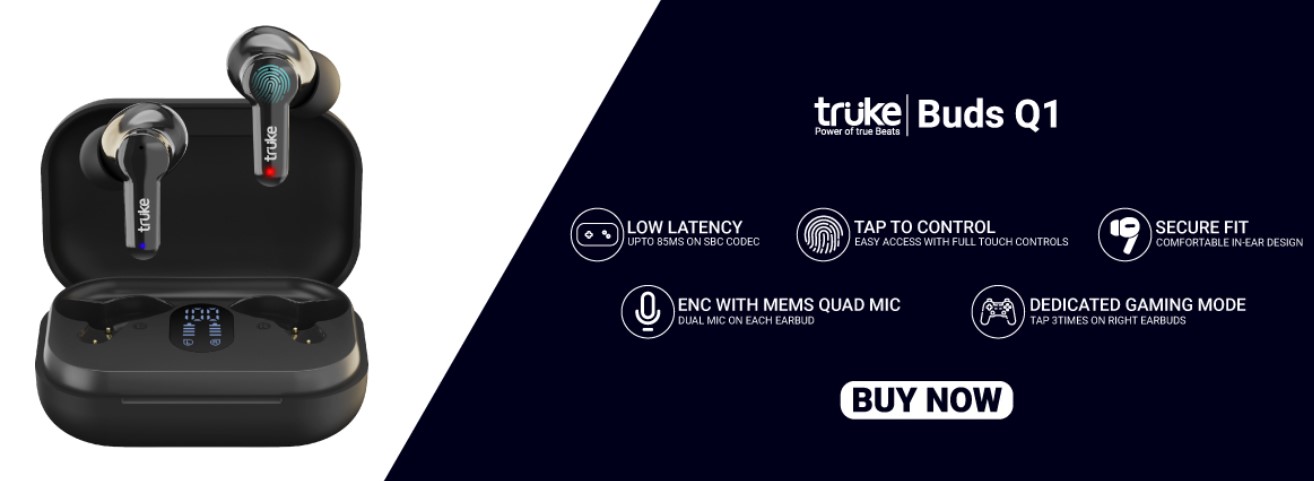 truke
truke
100
truke
Power of true Beats
Buds Q1
LOW LATENCY
UPTO 85MS ON SBC CODEC
TAP TO CONTROL
EASY ACCESS WITH FULL TOUCH CONTROLS
SECURE FIT
COMFORTABLE IN-EAR DESIGN
ENC WITH MEMS QUAD MIC
DUAL MIC ON EACH EARBUD
DEDICATED GAMING MODE
TAP 3TIMES ON RIGHT EARBUDS
BUY NOW